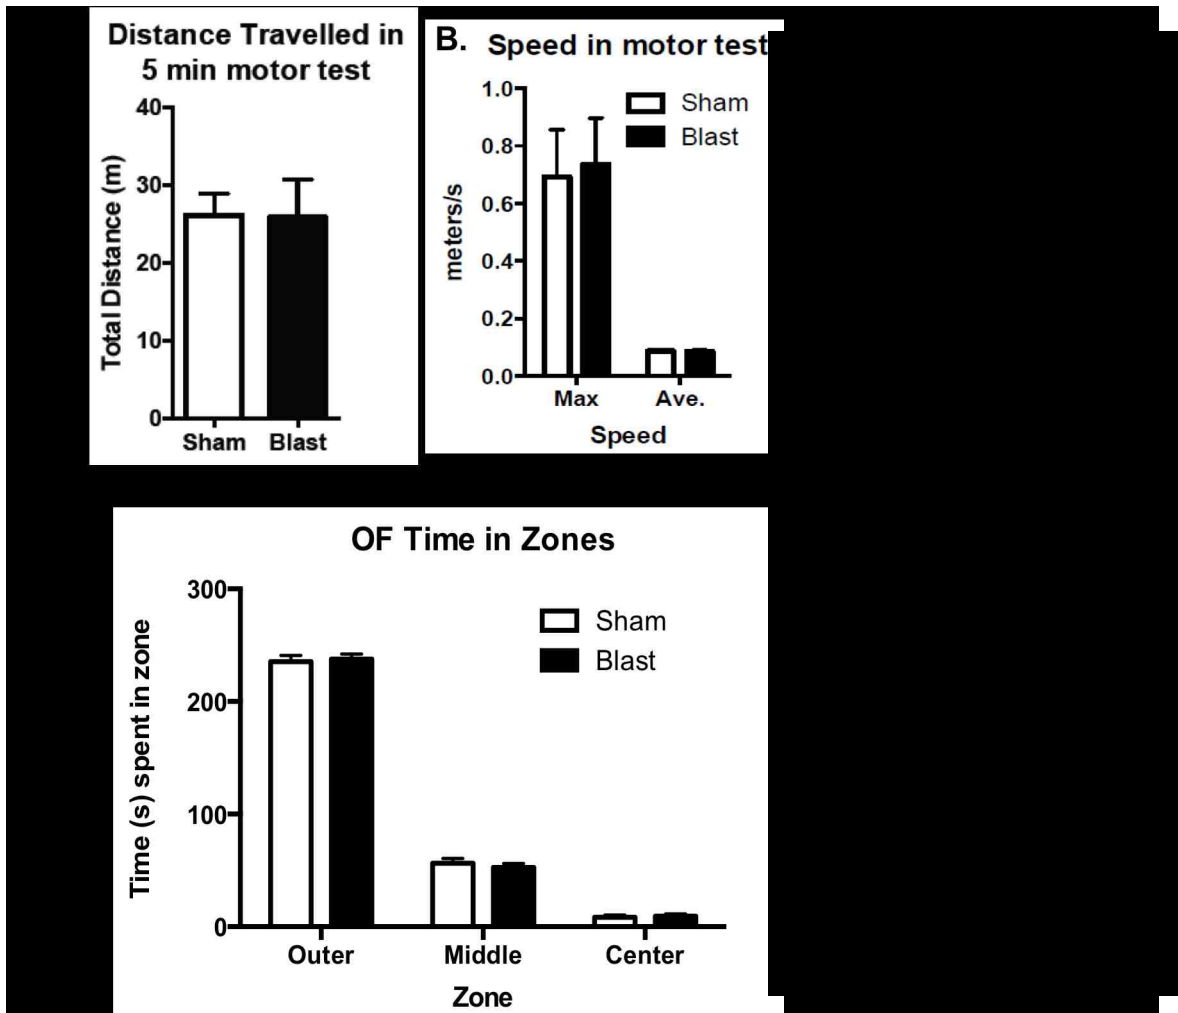 Distance Travelled in
5 min motor test
40
30
20
10
0
Total Distance (m)
Sham
Blast
B.
Speed in motor test
1.0
0.8
0.6
0.4
0.2
0.0
meters/s
Sham
Blast
Max
Ave.
Speed
OF Time in Zones
300
200
100
0
Time (s) spent in zone
Sham
Blast
Outer
Middle
Center
Zone